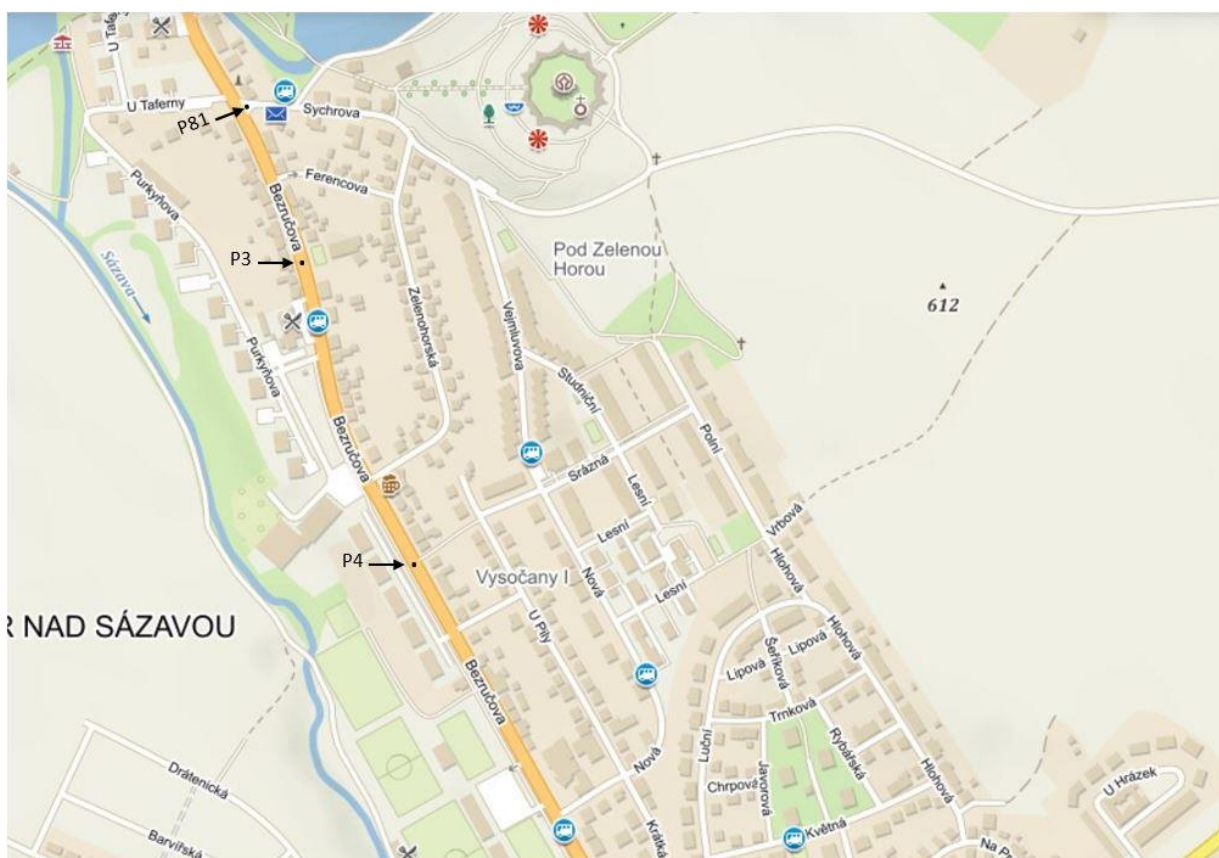 U Taferny
U Taferny
P81
Sychrova
Ferencova
Purkyňova
Bezručova
Sázava
P3
Pod Zelenou
Horou
612
Zelenohorská
Vejmluvova
Purkyňova
Studniční
Bezručova
Polní
Srázná
Lesní
Lesní
Vrbová
P4
Vysočany I
Nová
Lesní
Hlohová
U Pily
R NAD SÁZAVOU
Hlohová
Šeříková
Lipová
Lipová
Bezručova
Trnková
Luční
Rybářská
Nová
Drátenická
Chrpová
Javorová
Hlohová
U Hrázek
Barvířská
Krátká
Květná
Na P